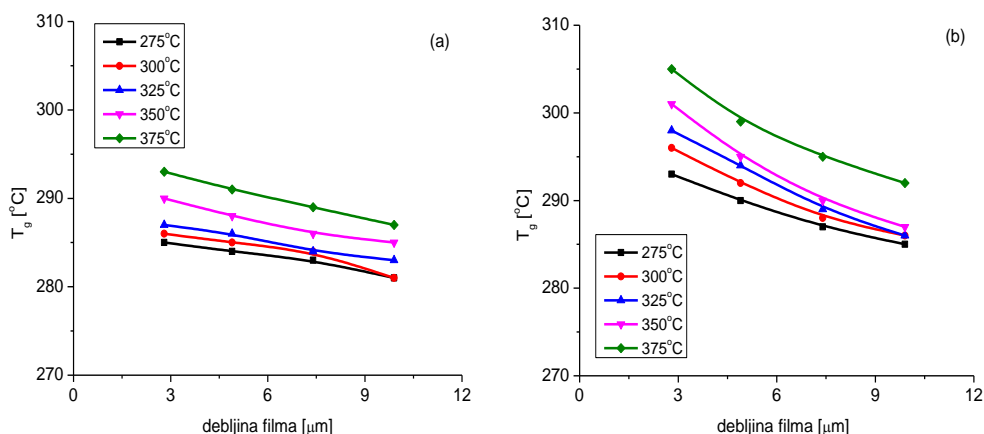 310
300
290
280
270
T_g [°C]
(a)
275°C
300°C
325°C
350°C
375°C
0 3 6 9 12
debljina filma [μm]
310
300
290
280
270
T_g [°C]
(b)
275°C
300°C
325°C
350°C
375°C
0 3 6 9 12
debljina filma [μm]